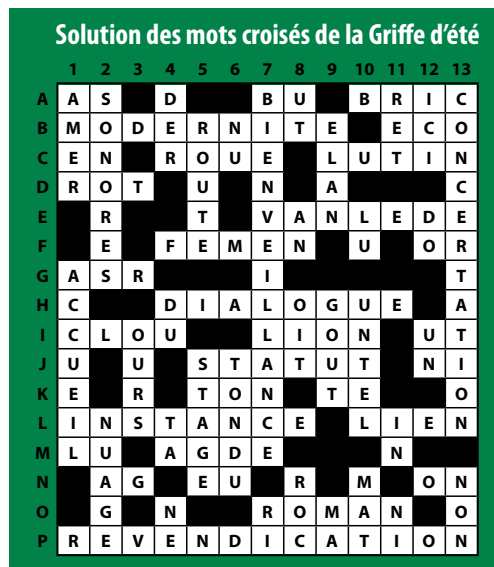 Solution des mots croisés de la Griffe d'été
1 2 3 4 5 6 7 8 9 10 11 12 13
A A S D B U B R I C
B M O D E R N I T E E C O
C E N R O U E L U T I N
D R O T U N A C
E R T V A N L E D E
F E F E M E N U O R
G A S R I T
H C D I A L O G U E A
I C L O U L I O N U T
J U U S T A T U T N I
K E R T O N T E O
L I N S T A N C E L I E N
M L U A G D E N
N A G E U R M O N
O G N R O M A N O
P R E V E N D I C A T I O N